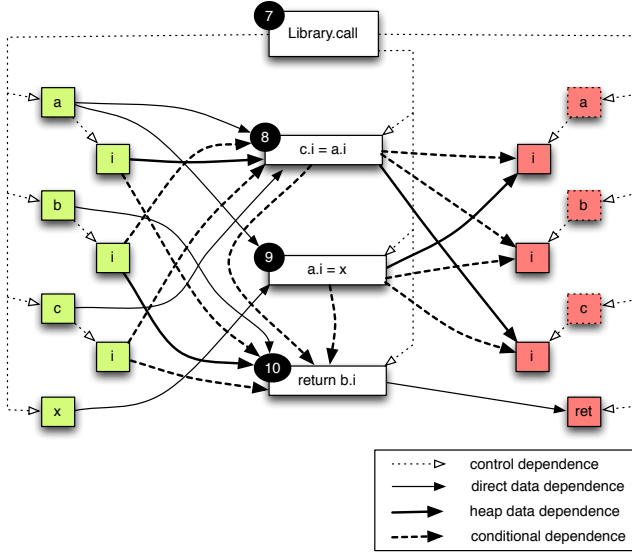 7
Library.call
a
a
8
c.i = a.i
i
i
b
b
9
i
i
a.i = x
c
c
i
i
10
return b.i
x
ret
control dependence
direct data dependence
heap data dependence
conditional dependence